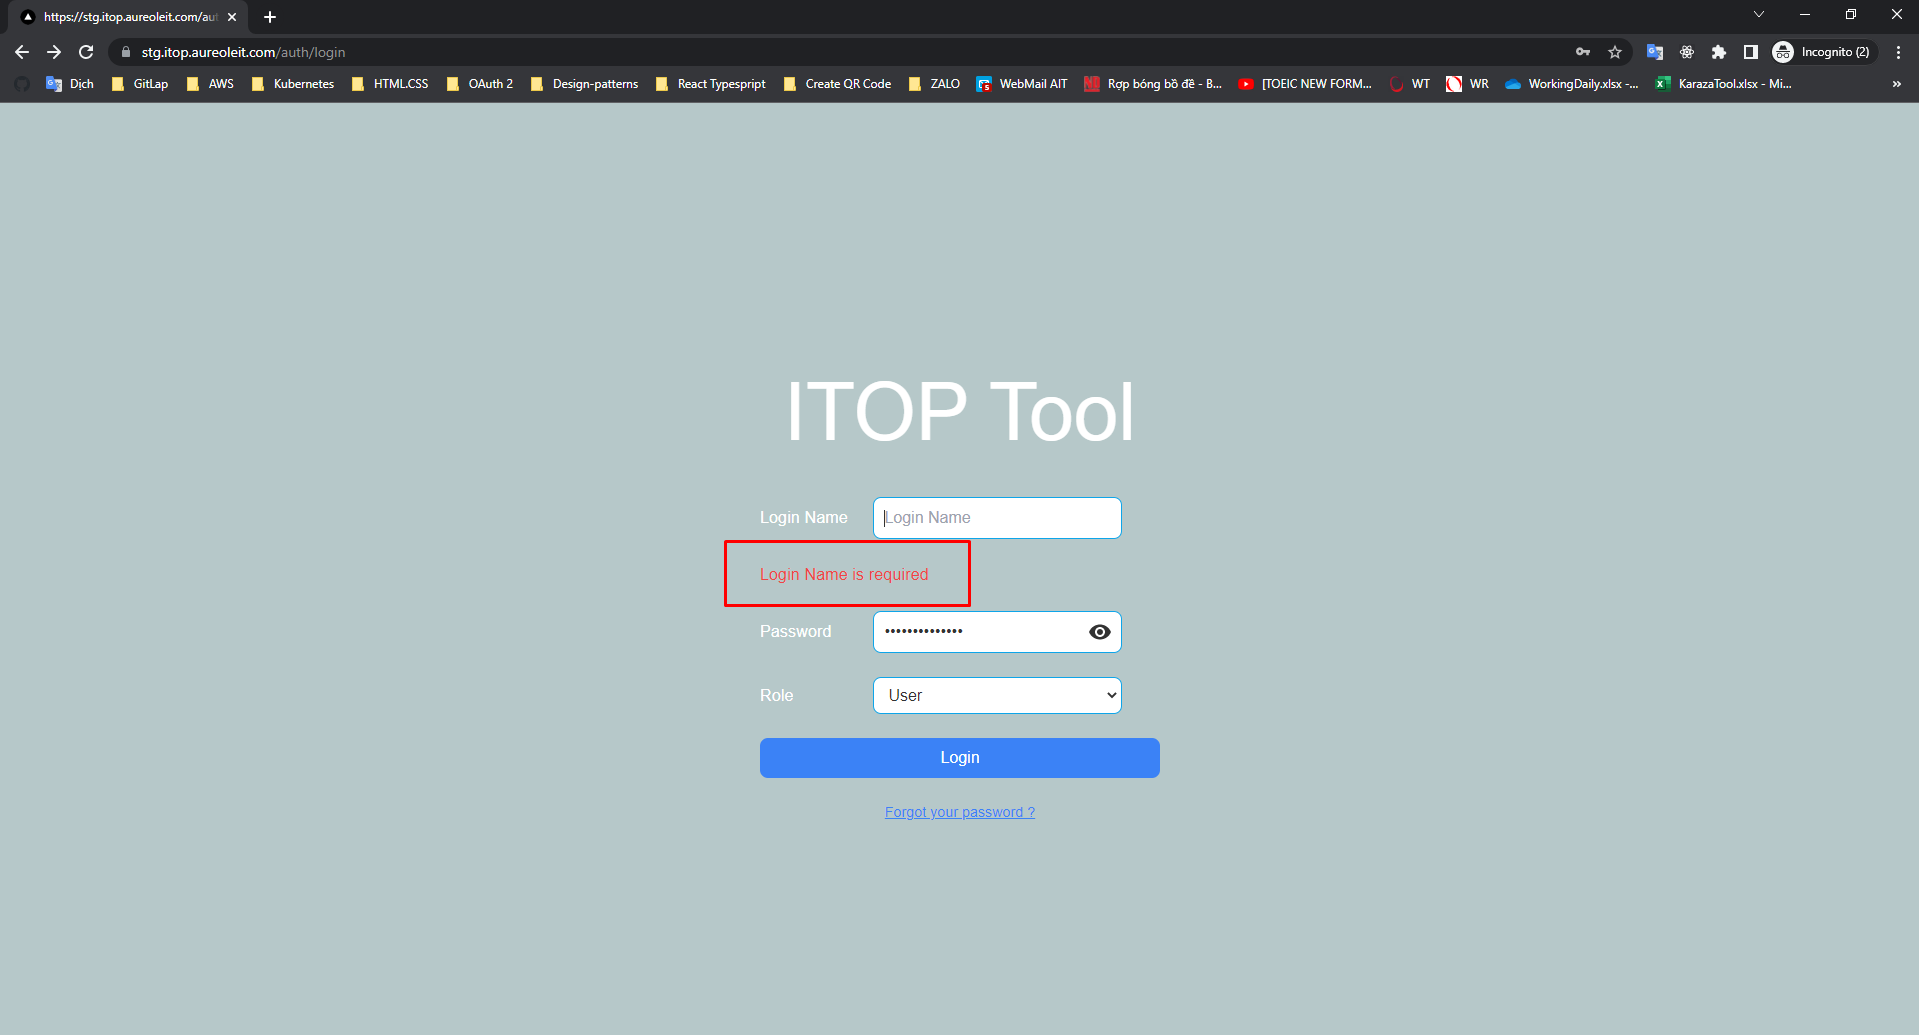 https://stg.itop.aureoleit.com/aut
stg.itop.aureoleit.com/auth/login
Incognito (2)
Dịch GitLap AWS Kubernetes HTML.CSS OAuth 2 Design-patterns React Typespript Create QR Code ZALO WebMail AIT Rợp bóng bồ đề - B... [TOEIC NEW FORM... WT WR WorkingDaily.xlsx -... KarazaTool.xlsx - Mi... »
ITOP Tool
Login Name Login Name
Login Name is required
Password ••••••••••••••
Role User
Login
Forgot your password ?